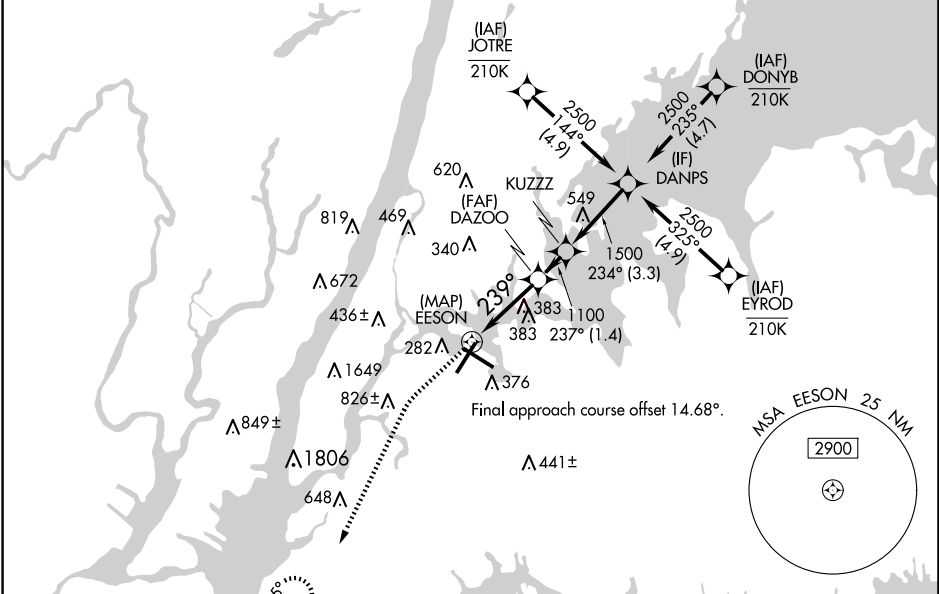 (IAF)
JOTRE
210K
(IAF)
DONYB
210K
2500
144°
(4.9)
2500
235°
(4.7)
(IF)
DANPS
620
KUZZZ
(FAF)
DAZOO
549
819
469
340
2500
325°
(4.9)
1500
234° (3.3)
672
239°
(IAF)
EYROD
210K
(MAP)
EESON
436±
383
383
1100
237° (1.4)
282
1649
376
826±
Final approach course offset 14.68°.
849±
MSA EESON 25 NM
2900
1806
441±
648
5°